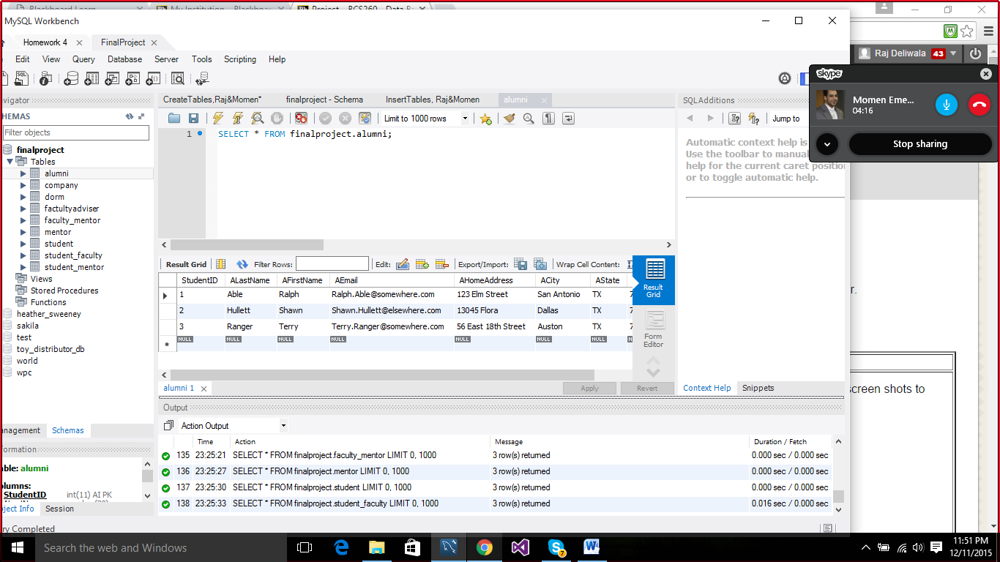 Blackboard Learn
My Institution - Blackboa
Project - BCS260 - Data B
MySQL Workbench
Homework 4
FinalProject
Edit View Query Database Server Tools Scripting Help
Raj Deliwala 43
skype
Momen Eme...
04:16
Stop sharing
avigator
HEMAS
Filter objects
finalproject
Tables
alumni
company
dorm
factultyadviser
faculty_mentor
mentor
student
student_faculty
student_mentor
Views
Stored Procedures
Functions
heather_sweeney
sakila
test
toy_distributor_db
world
wpc
anagement Schemas
formation
ble: alumni
olumns:
StudentID int(11) AI PK
ject Info Session
ry Completed
CreateTables,Raj&Momen* finalproject - Schema InsertTables, Raj&Momen alumni
Limit to 1000 rows
1 SELECT * FROM finalproject.alumni;
SQLAdditions
Jump to
Automatic context help is
Use the toolbar to manual
help for the current caret position
or to toggle automatic help.
Result Grid Filter Rows: Edit: Export/Import: Wrap Cell Content:
StudentID ALastName AFirstName AEmail AHomeAddress ACity AState
1 Able Ralph Ralph.Able@somewhere.com 123 Elm Street San Antonio TX 7
2 Hullett Shawn Shawn.Hullett@elsewhere.com 13045 Flora Dallas TX 7
3 Ranger Terry Terry.Ranger@somewhere.com 56 East 18th Street Auston TX 7
* NULL NULL NULL NULL NULL NULL NULL
Result
Grid
Form
Editor
alumni 1 Apply Revert
Context Help Snippets
r.
screen shots to
Output
Action Output
Time Action Message Duration / Fetch
135 23:25:21 SELECT * FROM finalproject.faculty_mentor LIMIT 0, 1000 3 row(s) returned 0.000 sec / 0.000 sec
136 23:25:27 SELECT * FROM finalproject.mentor LIMIT 0, 1000 3 row(s) returned 0.000 sec / 0.000 sec
137 23:25:30 SELECT * FROM finalproject.student LIMIT 0, 1000 3 row(s) returned 0.000 sec / 0.000 sec
138 23:25:33 SELECT * FROM finalproject.student_faculty LIMIT 0, 1000 3 row(s) returned 0.016 sec / 0.000 sec
Search the web and Windows
7
11:51 PM
12/11/2015